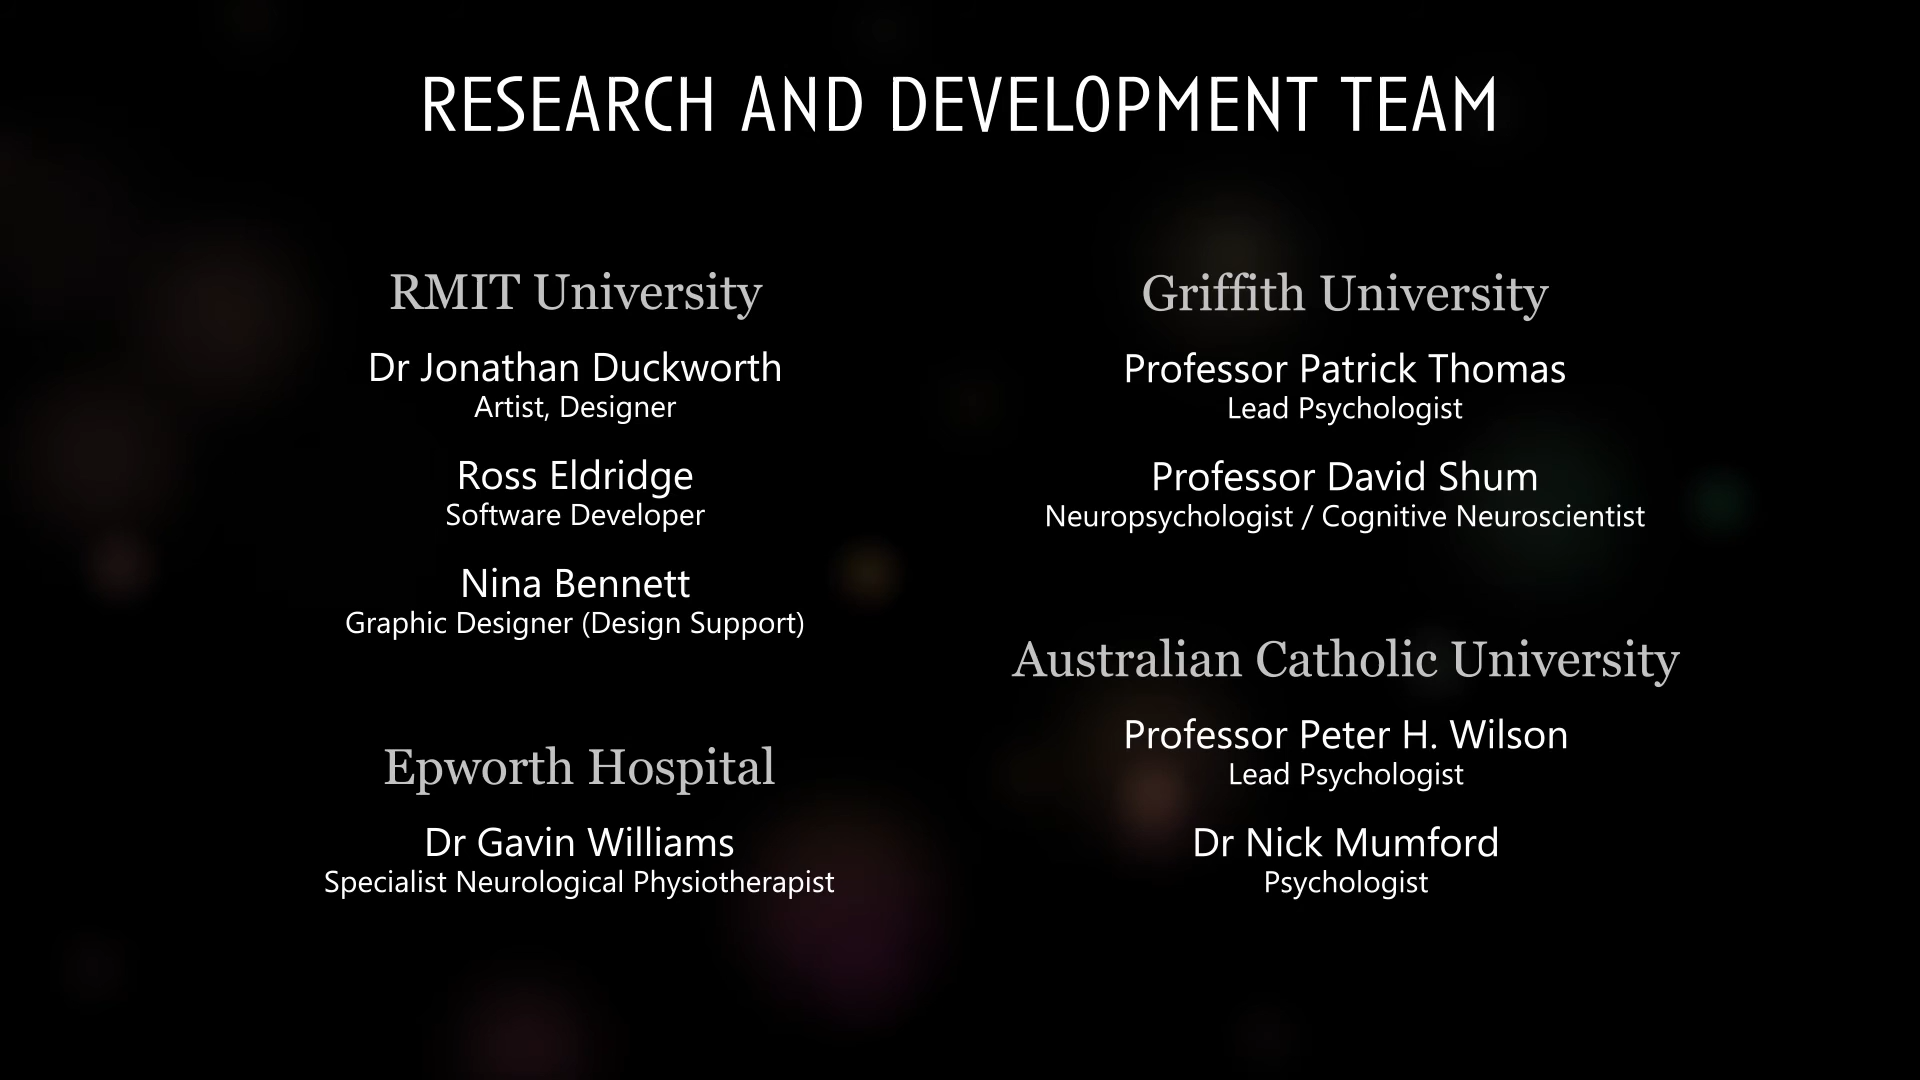 RESEARCH AND DEVELOPMENT TEAM
RMIT University
Dr Jonathan Duckworth
Artist, Designer
Ross Eldridge
Software Developer
Nina Bennett
Graphic Designer (Design Support)
Epworth Hospital
Dr Gavin Williams
Specialist Neurological Physiotherapist
Griffith University
Professor Patrick Thomas
Lead Psychologist
Professor David Shum
Neuropsychologist / Cognitive Neuroscientist
Australian Catholic University
Professor Peter H. Wilson
Lead Psychologist
Dr Nick Mumford
Psychologist